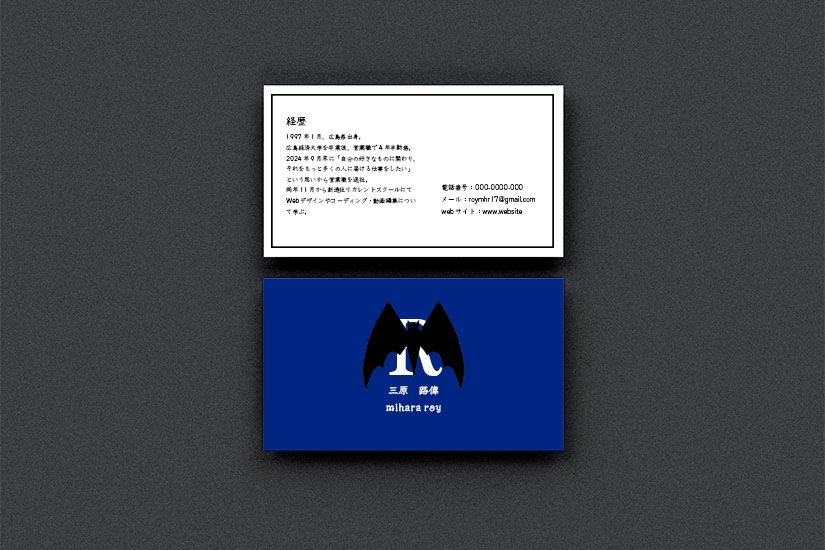 経歴
1997 年 1 月、広島県出身。
広島経済大学を卒業後、営業職で 4 年半勤務。
2024 年 9 月末に「自分の好きなものに関わり、
それをもっと多くの人に届ける仕事をしたい」
という思いから営業職を退社。
同年 11 月から創造社リカレントスクールにて
Web デザインやコーディング・動画編集につい
て学ぶ。
電話番号：000-0000-000
メール：roymhr17@gmail.com
web サイト：www.website
R
三原　路偉
mihara roy